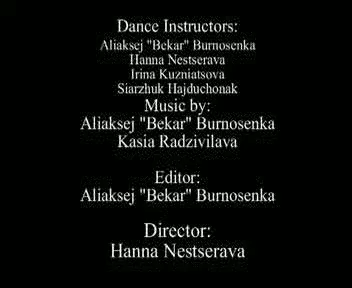 Dance Instructors:
Aliaksej "Bekar" Burnosenka
Hanna Nestserava
Irina Kuzniatsova
Siarzhuk Hajduchonak
Music by:
Aliaksej "Bekar" Burnosenka
Kasia Radzivilava
Editor:
Aliaksej "Bekar" Burnosenka
Director:
Hanna Nestserava